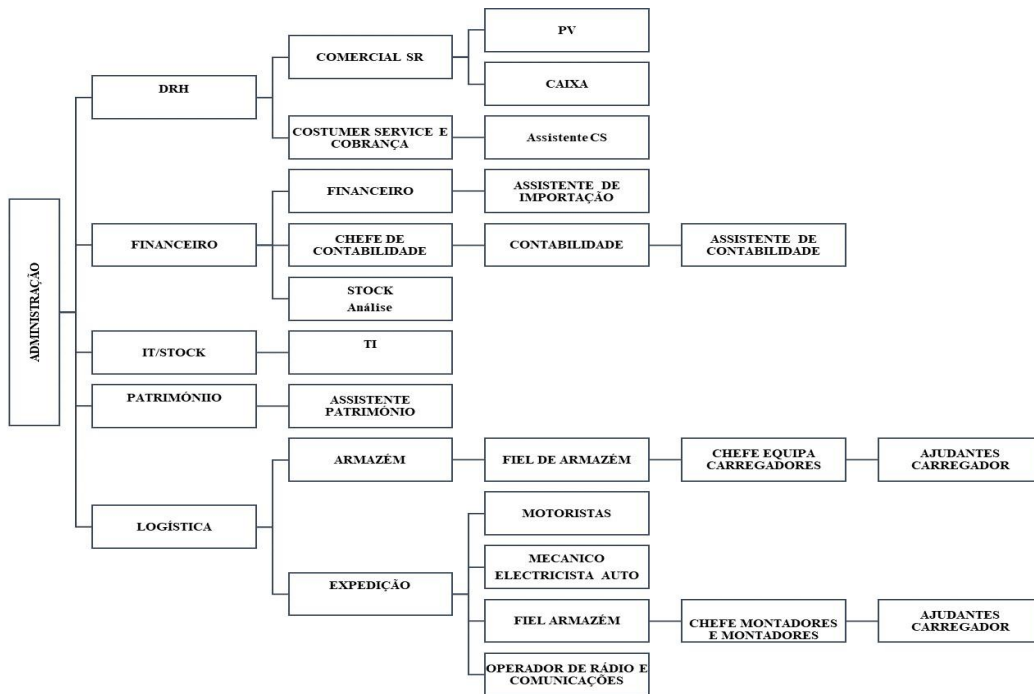 ADMINISTRAÇÃO
DRH
COMERCIAL SR
PV
CAIXA
COSTUMER SERVICE E
COBRANÇA
Assistente CS
FINANCEIRO
FINANCEIRO
ASSISTENTE DE
IMPORTAÇÃO
CHEFE DE
CONTABILIDADE
CONTABILIDADE
ASSISTENTE DE
CONTABILIDADE
STOCK
Análise
IT/STOCK
TI
PATRIMÓNIIO
ASSISTENTE
PATRIMÓNIO
LOGÍSTICA
ARMAZÉM
FIEL DE ARMAZÉM
CHEFE EQUIPA
CARREGADORES
AJUDANTES
CARREGADOR
EXPEDIÇÃO
MOTORISTAS
MECANICO
ELECTRICISTA AUTO
FIEL ARMAZÉM
CHEFE MONTADORES
E MONTADORES
AJUDANTES
CARREGADOR
OPERADOR DE RÁDIO E
COMUNICAÇÕES